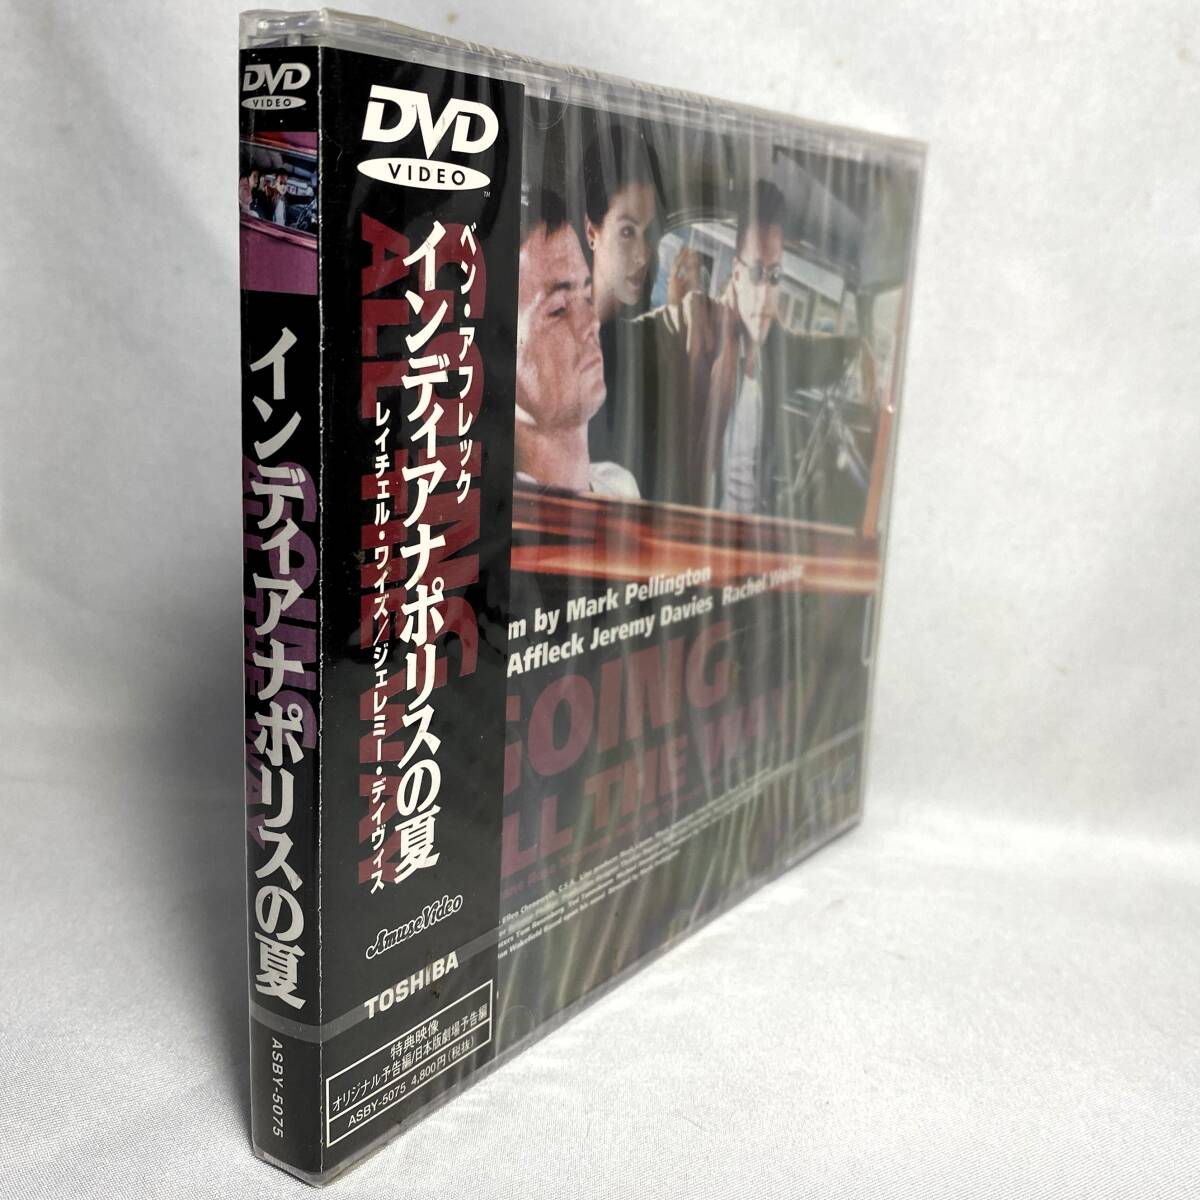 DVD
VIDEO
インディアナポリスの夏
ASBY-5075
DVD
VIDEO
TM
GOING
ALL THE WAY
ベン・アフレック
インディアナポリスの夏
レイチェル・ワイズ/ジェレミー・デイヴィス
AmuseVideo
TOSHIBA
特典映像
オリジナル予告編/日本版劇場予告編
ASBY-5075 4,800円(税抜)
m by Mark Pellington
Affleck Jeremy Davies Rachel Weisz
GOING
LL THE WAY